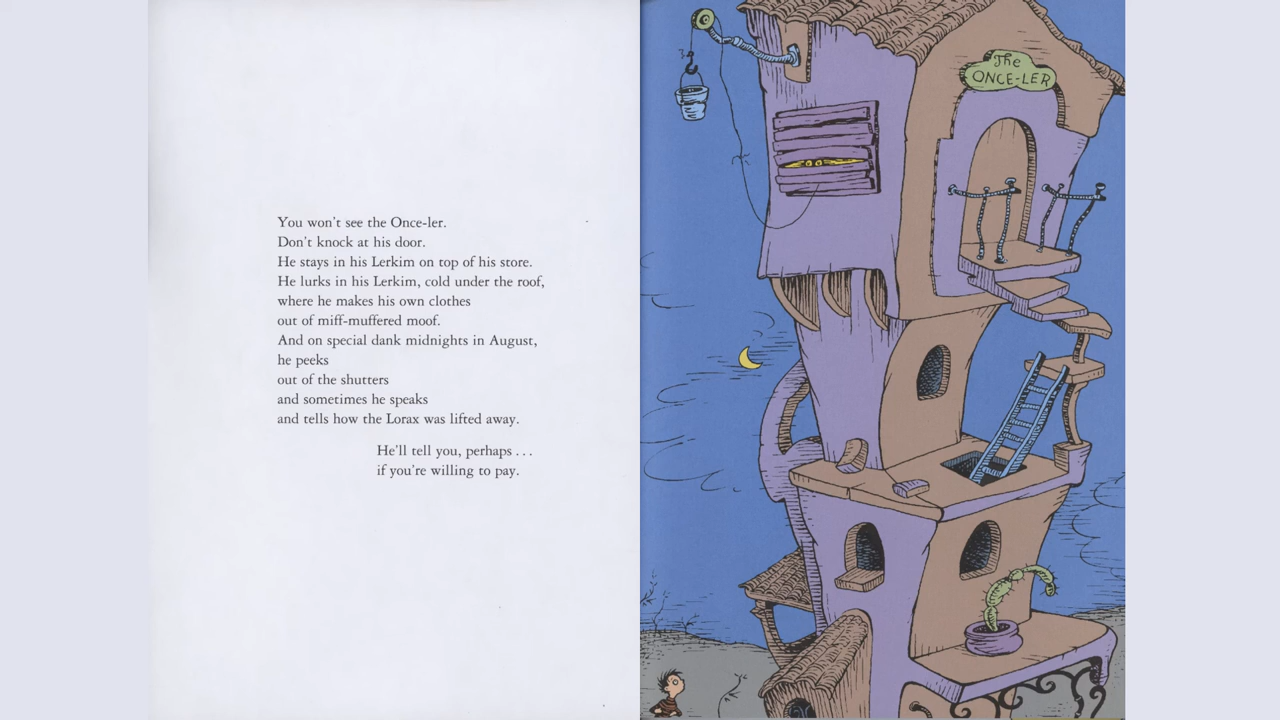 You won't see the Once-ler.
Don't knock at his door.
He stays in his Lerkim on top of his store.
He lurks in his Lerkim, cold under the roof,
where he makes his own clothes
out of miff-muffered moof.
And on special dank midnights in August,
he peeks
out of the shutters
and sometimes he speaks
and tells how the Lorax was lifted away.
He'll tell you, perhaps . . .
if you're willing to pay.
The
ONCE-LER